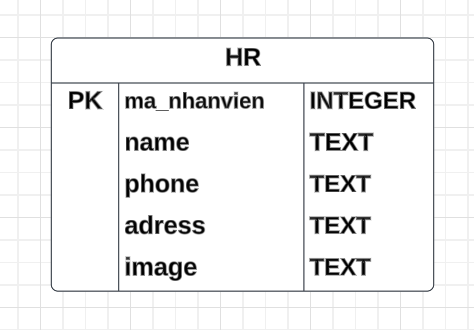 HR
PK ma_nhanvien INTEGER
name TEXT
phone TEXT
adress TEXT
image TEXT